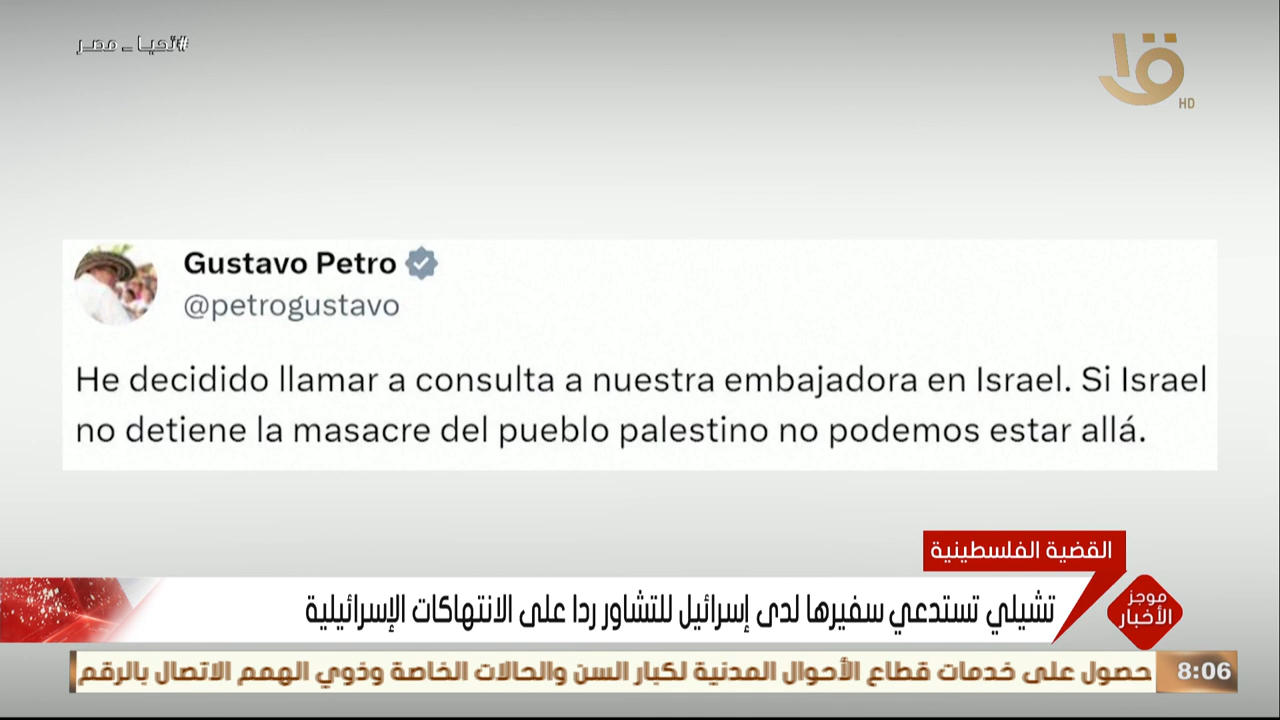 #تحيا_مصر
HD
Gustavo Petro
@petrogustavo
He decidido llamar a consulta a nuestra embajadora en Israel. Si Israel
no detiene la masacre del pueblo palestino no podemos estar allá.
القضية الفلسطينية
موجز
الأخبار
تشيلي تستدعي سفيرها لدى إسرائيل للتشاور ردا على الانتهاكات الإسرائيلية
8:06
حصول على خدمات قطاع الأحوال المدنية لكبار السن والحالات الخاصة وذوي الهمم الاتصال بالرقم